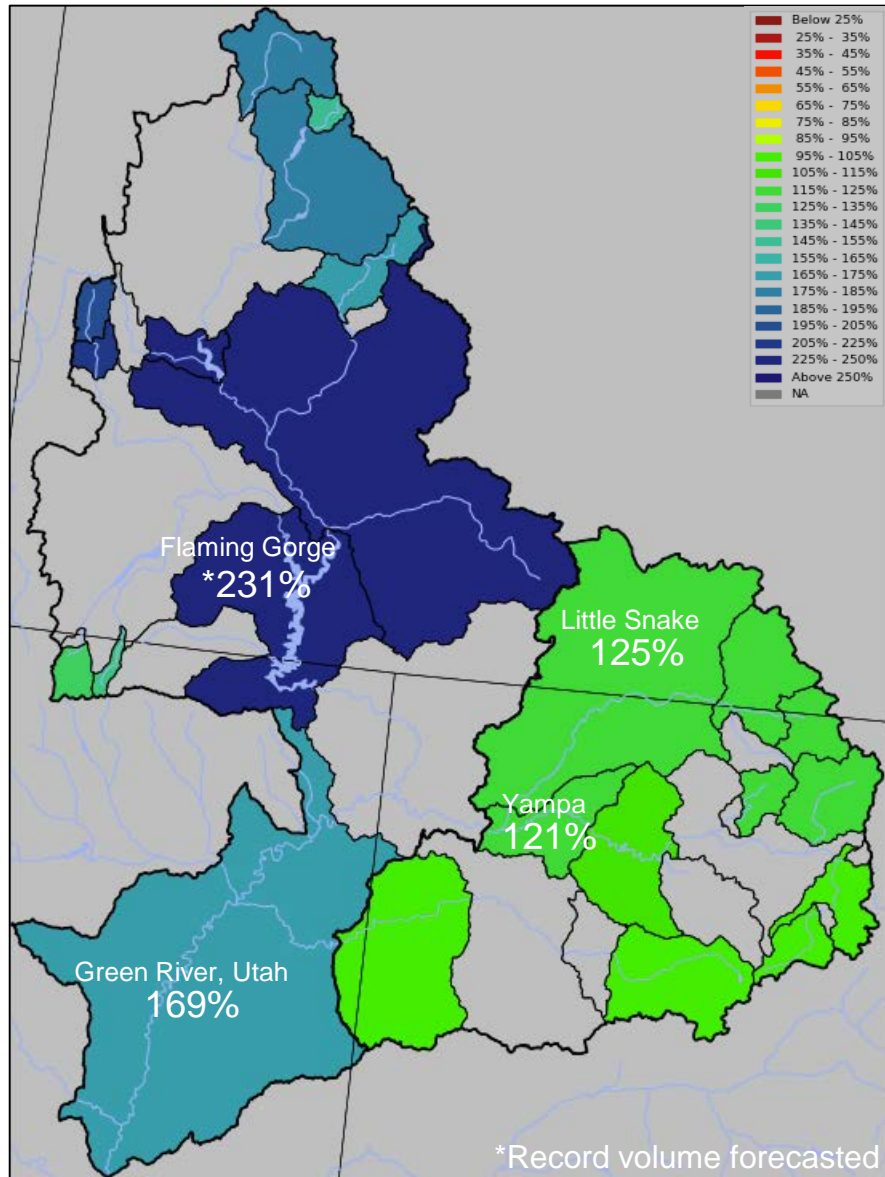 Below 25%
25% - 35%
35% - 45%
45% - 55%
55% - 65%
65% - 75%
75% - 85%
85% - 95%
95% - 105%
105% - 115%
115% - 125%
125% - 135%
135% - 145%
145% - 155%
155% - 165%
165% - 175%
175% - 185%
185% - 195%
195% - 205%
205% - 225%
225% - 250%
Above 250%
NA
Flaming Gorge
*231%
Little Snake
125%
Yampa
121%
Green River, Utah
169%
*Record volume forecasted